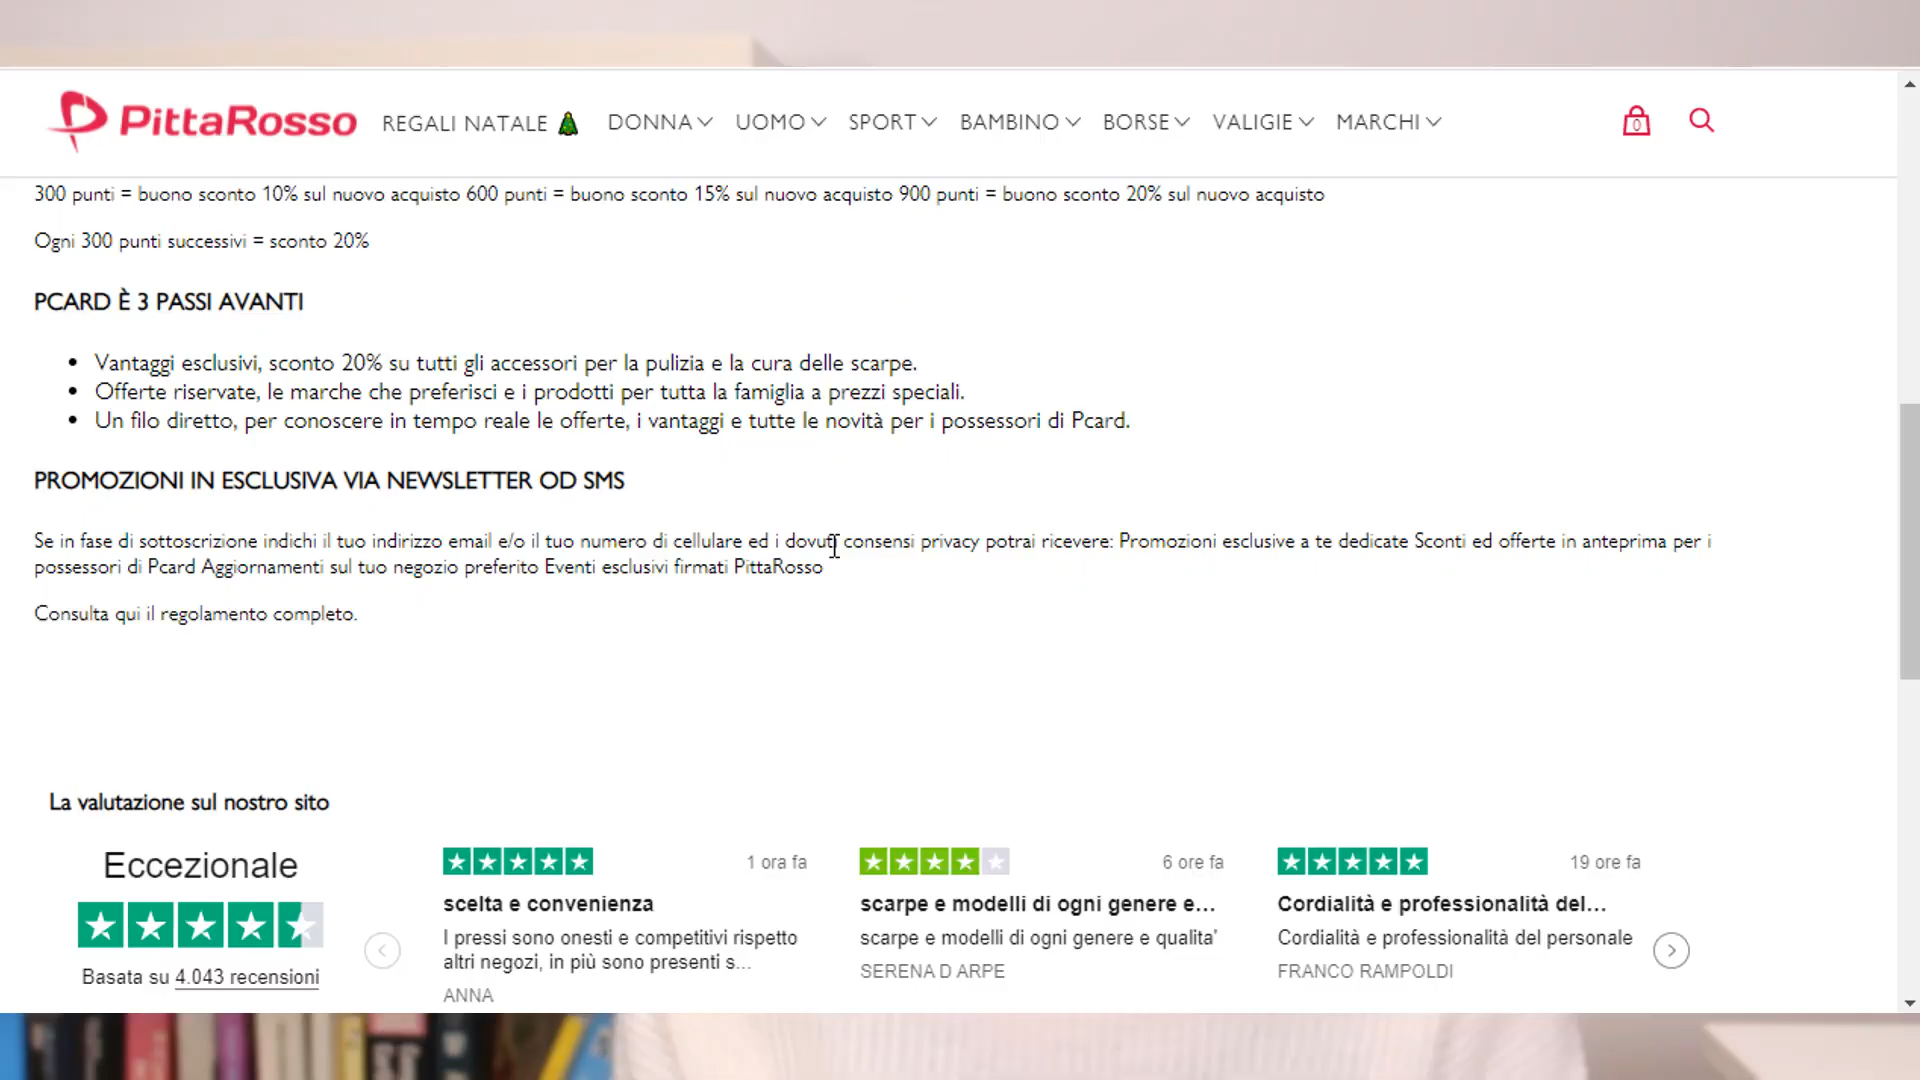 PittaRosso
REGALI NATALE
DONNA
UOMO
SPORT
BAMBINO
BORSE
VALIGIE
MARCHI
0
300 punti = buono sconto 10% sul nuovo acquisto 600 punti = buono sconto 15% sul nuovo acquisto 900 punti = buono sconto 20% sul nuovo acquisto
Ogni 300 punti successivi = sconto 20%
PCARD È 3 PASSI AVANTI
• Vantaggi esclusivi, sconto 20% su tutti gli accessori per la pulizia e la cura delle scarpe.
• Offerte riservate, le marche che preferisci e i prodotti per tutta la famiglia a prezzi speciali.
• Un filo diretto, per conoscere in tempo reale le offerte, i vantaggi e tutte le novità per i possessori di Pcard.
PROMOZIONI IN ESCLUSIVA VIA NEWSLETTER OD SMS
Se in fase di sottoscrizione indichi il tuo indirizzo email e/o il tuo numero di cellulare ed i dovuti consensi privacy potrai ricevere: Promozioni esclusive a te dedicate Sconti ed offerte in anteprima per i
possessori di Pcard Aggiornamenti sul tuo negozio preferito Eventi esclusivi firmati PittaRosso
Consulta qui il regolamento completo.
La valutazione sul nostro sito
Eccezionale
Basata su 4.043 recensioni
1 ora fa
scelta e convenienza
I pressi sono onesti e competitivi rispetto
altri negozi, in più sono presenti s...
ANNA
6 ore fa
scarpe e modelli di ogni genere e...
scarpe e modelli di ogni genere e qualita'
SERENA D ARPE
19 ore fa
Cordialità e professionalità del...
Cordialità e professionalità del personale
FRANCO RAMPOLDI